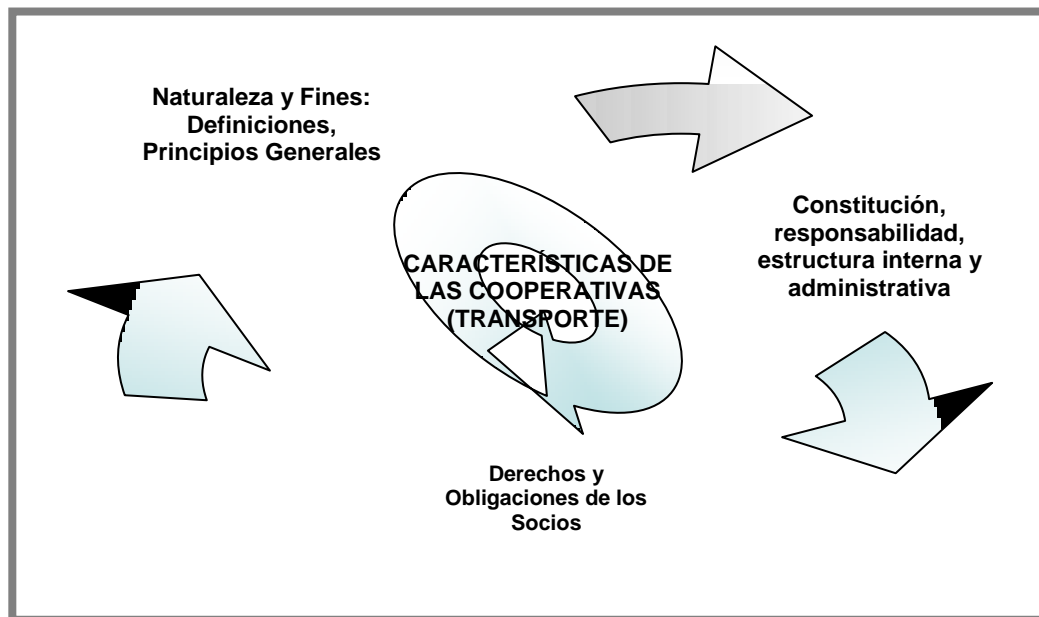 Naturaleza y Fines:
Definiciones,
Principios Generales
Constitución,
responsabilidad,
estructura interna y
administrativa
CARACTERÍSTICAS DE
LAS COOPERATIVAS
(TRANSPORTE)
Derechos y
Obligaciones de los
Socios